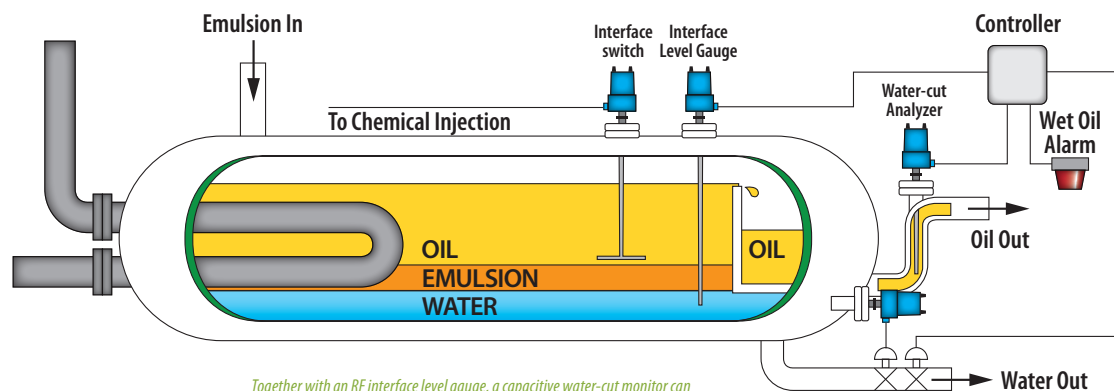 Emulsion In
Interface
switch
Interface
Level Gauge
Controller
Water-cut
Analyzer
To Chemical Injection
Wet Oil
Alarm
OIL
OIL
Oil Out
EMULSION
WATER
Together with an RF interface level gauge, a capacitive water-cut monitor can
Water Out